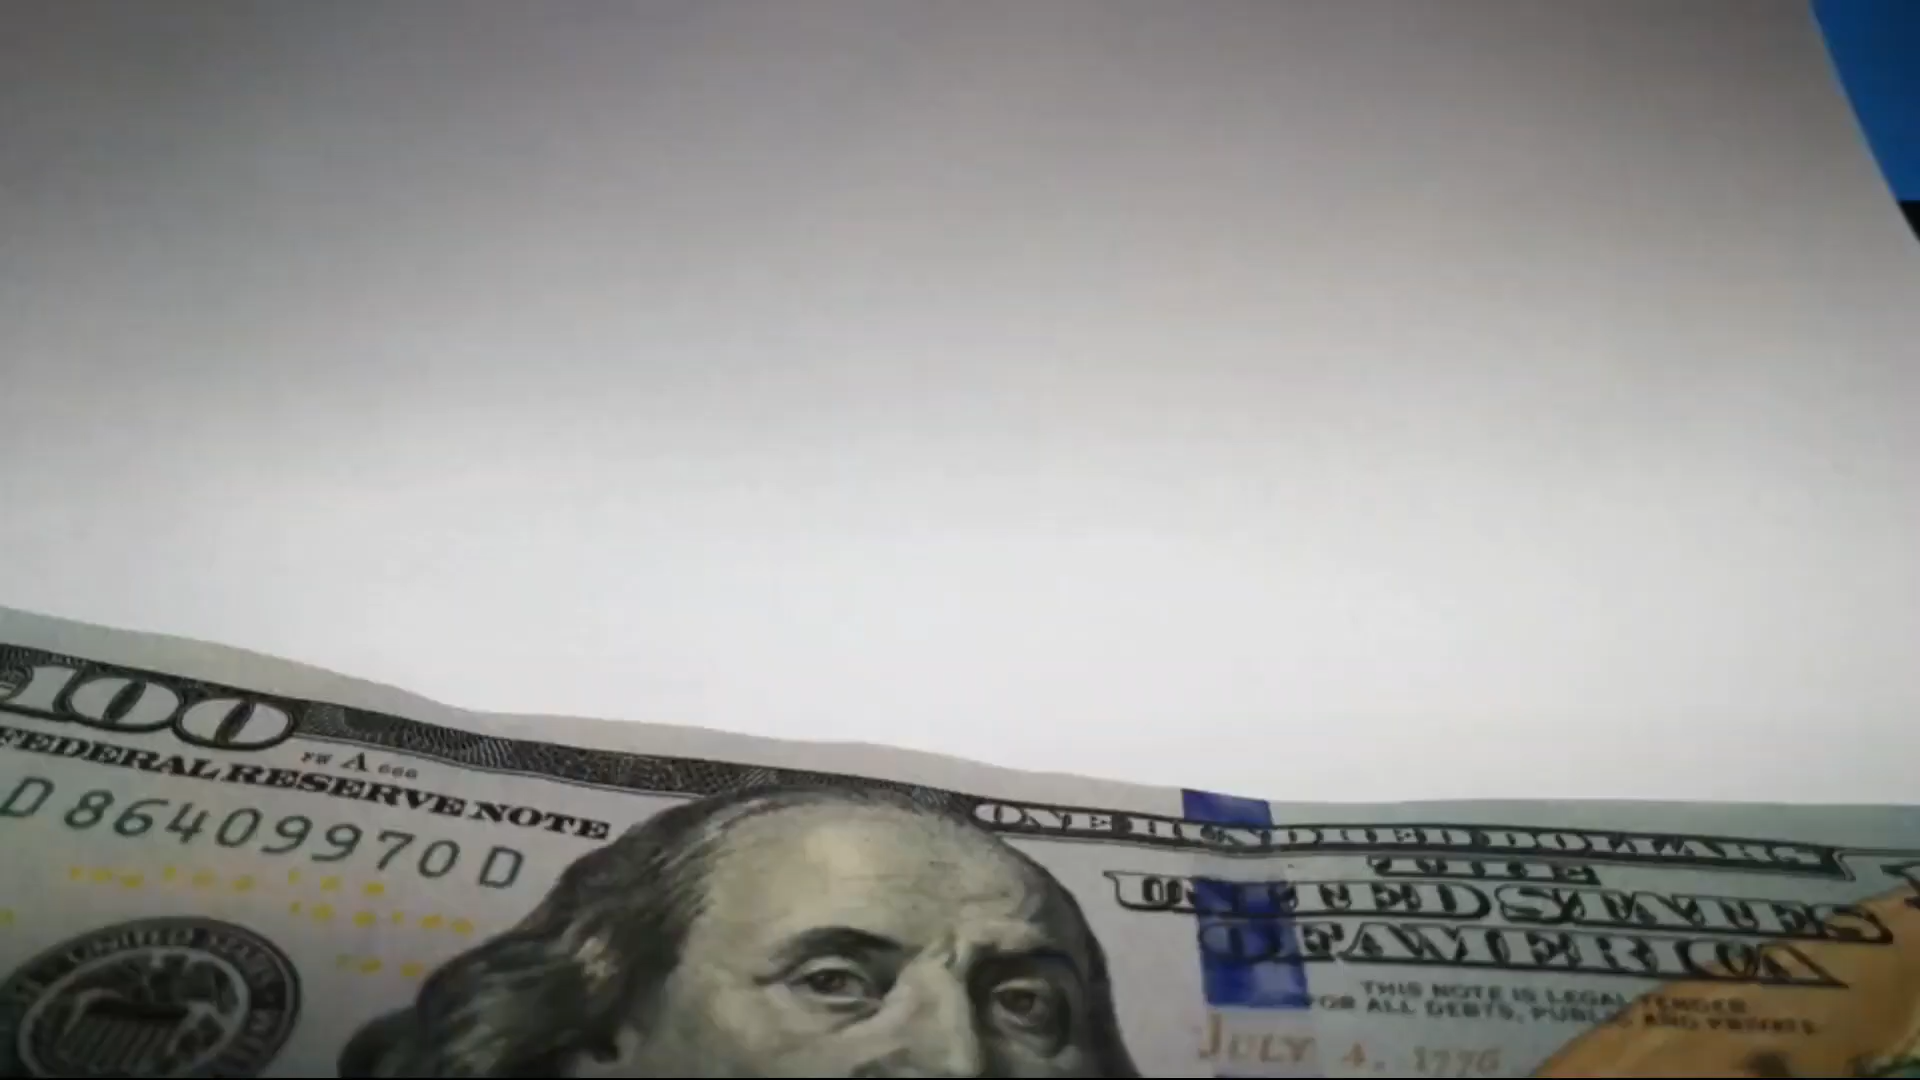 100
FW A 666
FEDERAL RESERVE NOTE
D 86409970 D
ONE HUNDRED DOLLARS
THE
UNITED STATES
OF AMERICA
THIS NOTE IS LEGAL TENDER
FOR ALL DEBTS, PUBLIC AND PRIVATE
JULY 4, 1776